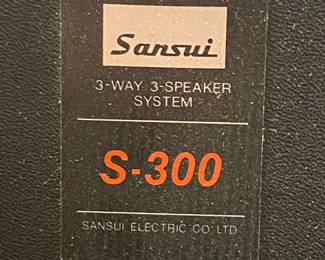 Sansui
3-WAY 3-SPEAKER
SYSTEM
S-300
SANSUI ELECTRIC CO LTD